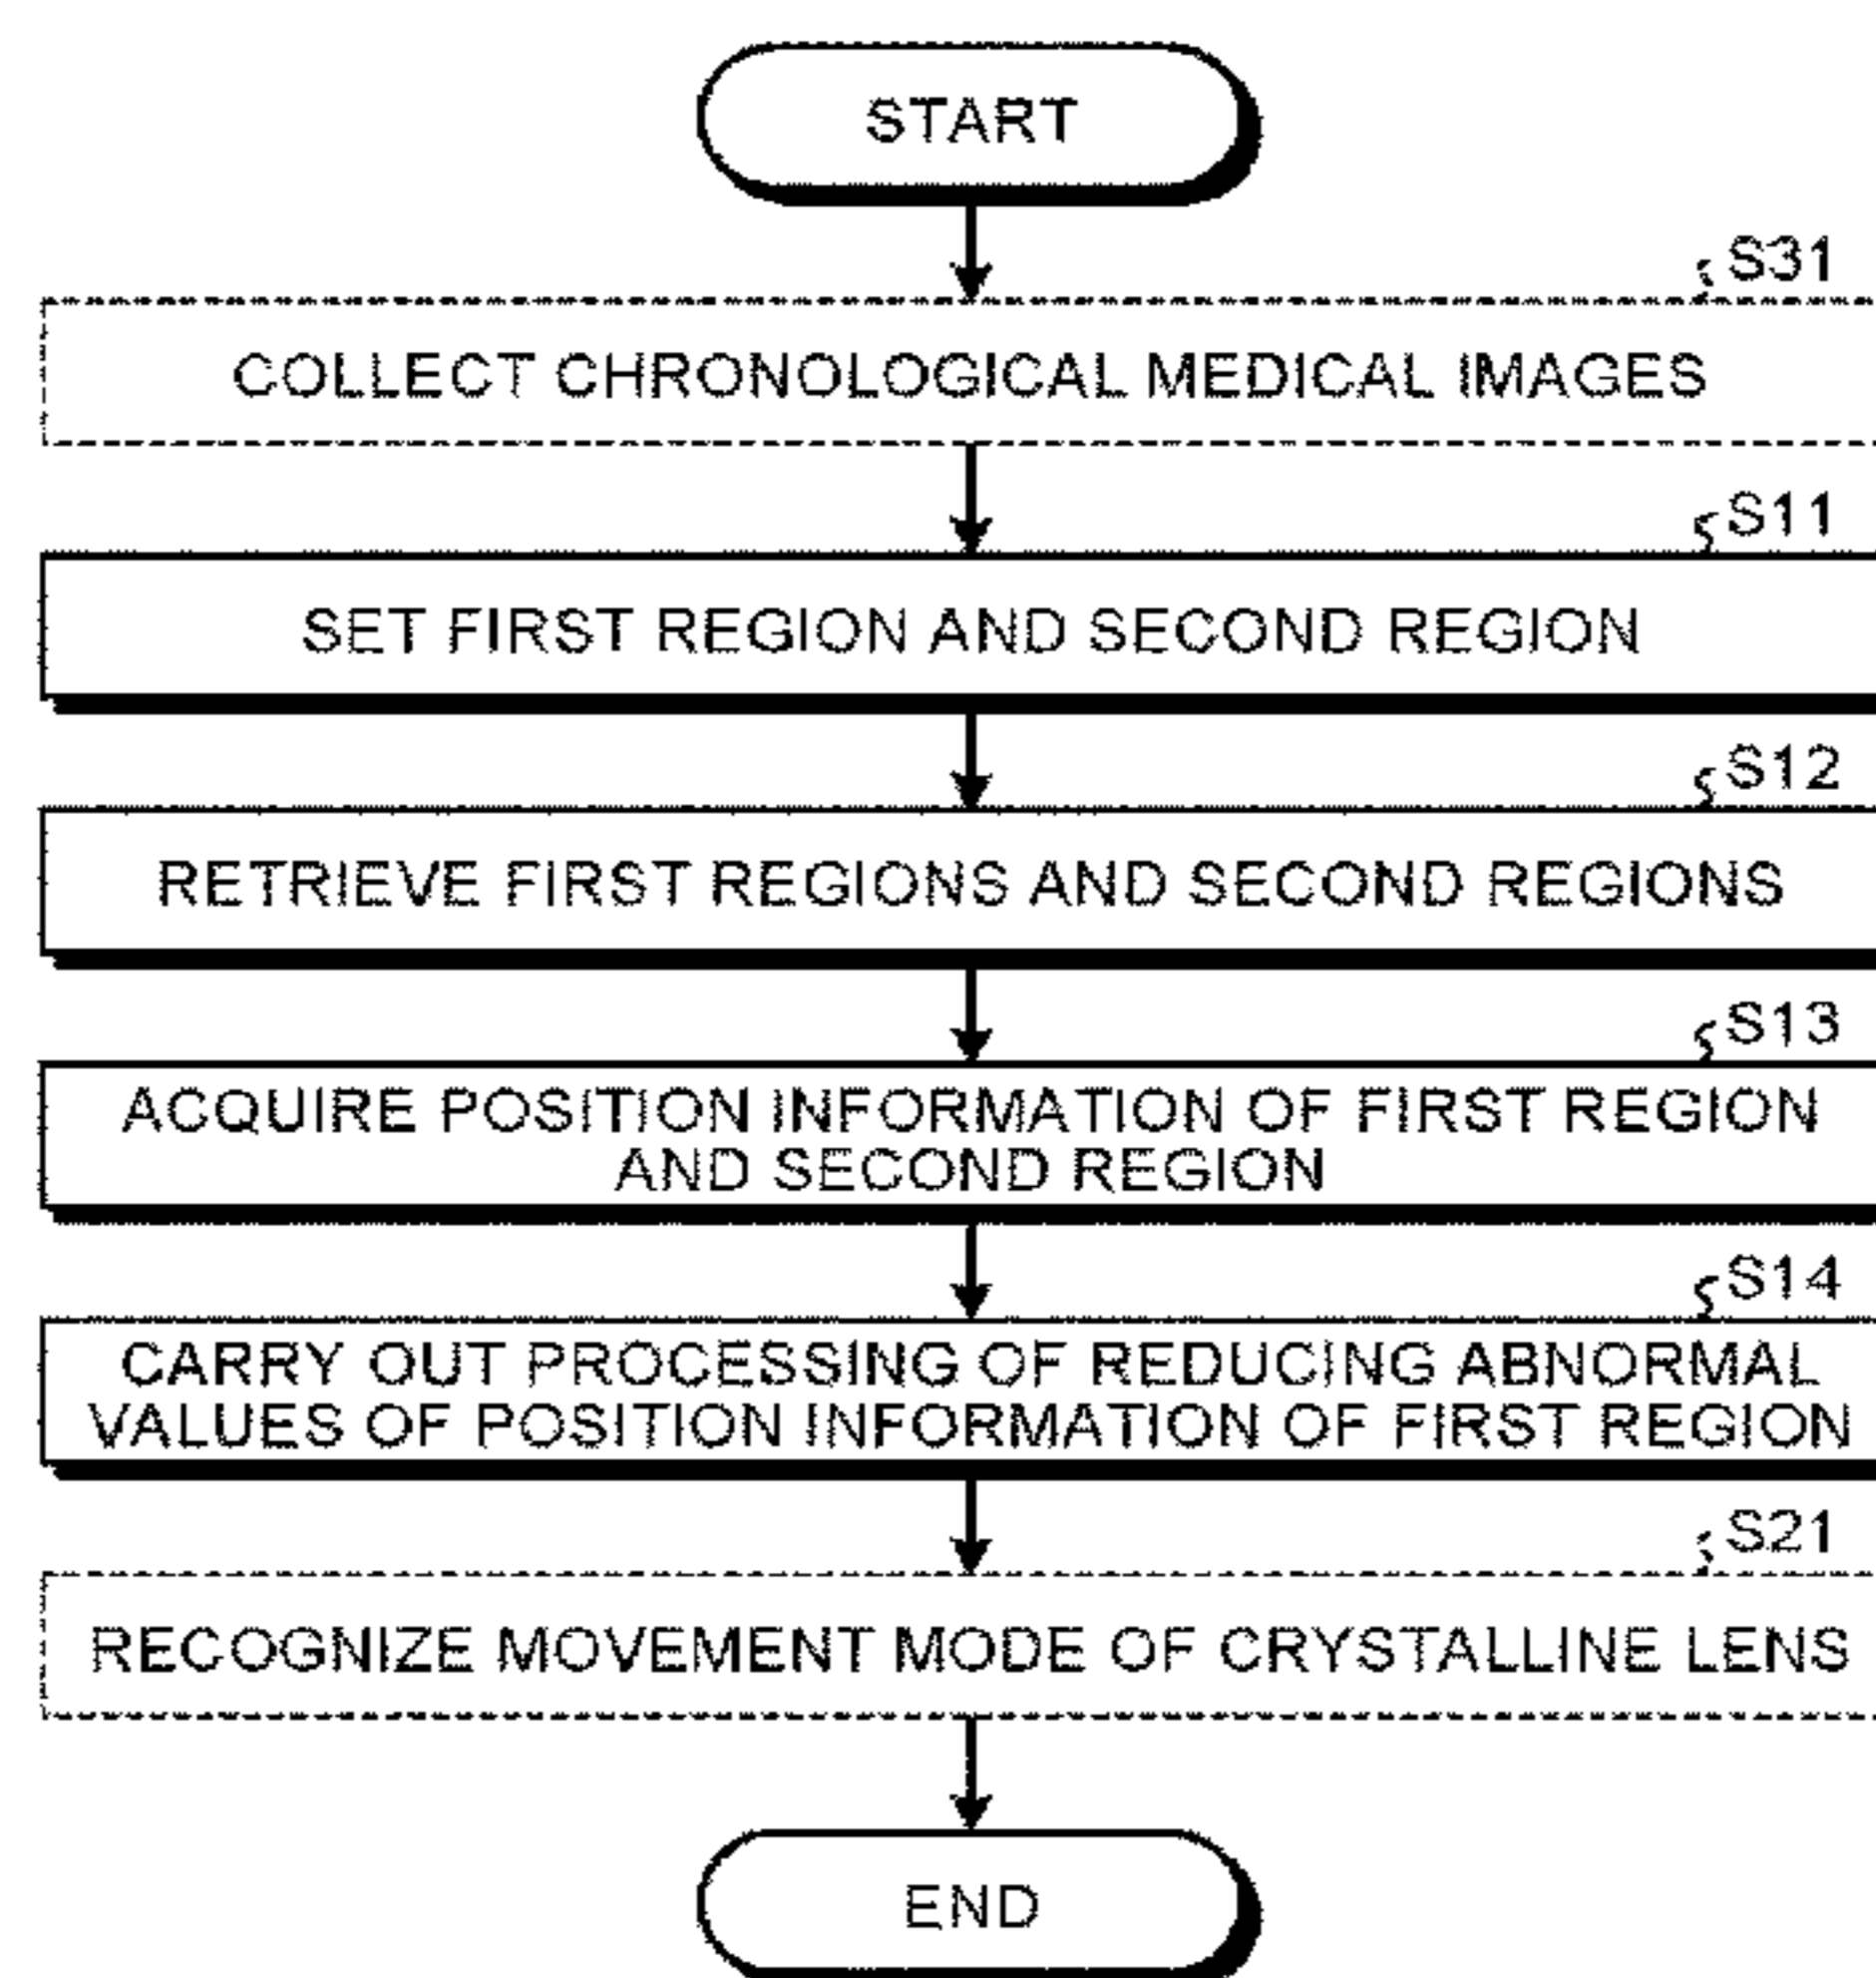 START
S31
COLLECT CHRONOLOGICAL MEDICAL IMAGES
S11
SET FIRST REGION AND SECOND REGION
S12
RETRIEVE FIRST REGIONS AND SECOND REGIONS
S13
ACQUIRE POSITION INFORMATION OF FIRST REGION
AND SECOND REGION
S14
CARRY OUT PROCESSING OF REDUCING ABNORMAL
VALUES OF POSITION INFORMATION OF FIRST REGION
S21
RECOGNIZE MOVEMENT MODE OF CRYSTALLINE LENS
END